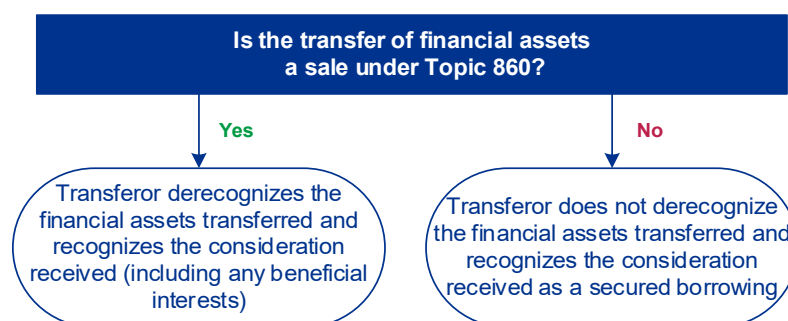 Is the transfer of financial assets
a sale under Topic 860?
Yes
No
Transferor derecognizes the
financial assets transferred and
recognizes the consideration
received (including any beneficial
interests)
Transferor does not derecognize
the financial assets transferred and
recognizes the consideration
received as a secured borrowing